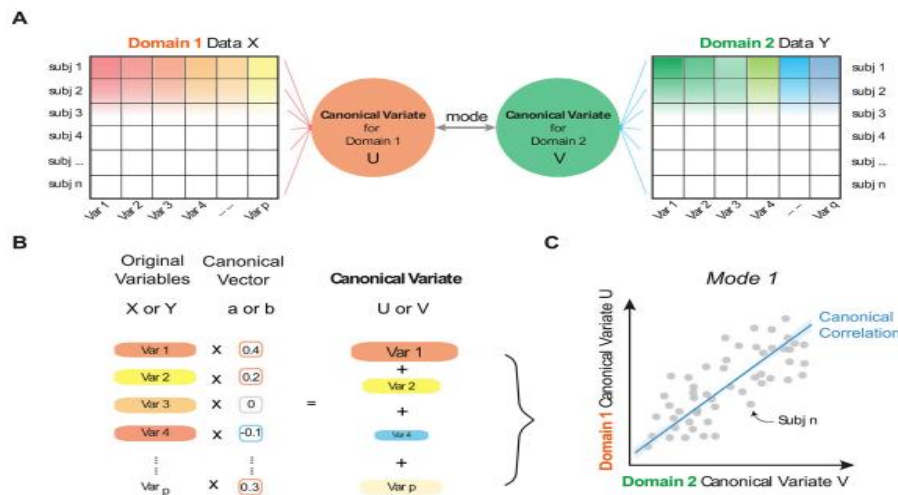 A
Domain 1 Data X
subj 1
subj 2
subj 3
subj 4
subj ...
subj n
Var 1
Var 2
Var 3
Var 4
... ...
Var p
Canonical Variate
for
Domain 1
U
mode
Canonical Variate
for
Domain 2
V
Domain 2 Data Y
subj 1
subj 2
subj 3
subj 4
subj ...
subj n
Var 1
Var 2
Var 3
Var 4
... ...
Var q
B
Original
Variables
X or Y
Canonical
Vector
a or b
Canonical Variate
U or V
Var 1 X 0.4
Var 2 X 0.2
Var 3 X 0
Var 4 X -0.1
Var p X 0.3
=
Var 1
+
Var 2
+
Var 4
+
Var p
C
Mode 1
Domain 1 Canonical Variate U
Canonical
Correlation
Subj n
Domain 2 Canonical Variate V